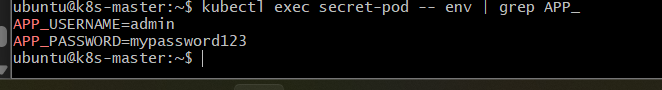 ubuntu@k8s-master:~$ kubectl exec secret-pod -- env | grep APP_
APP_USERNAME=admin
APP_PASSWORD=mypassword123
ubuntu@k8s-master:~$